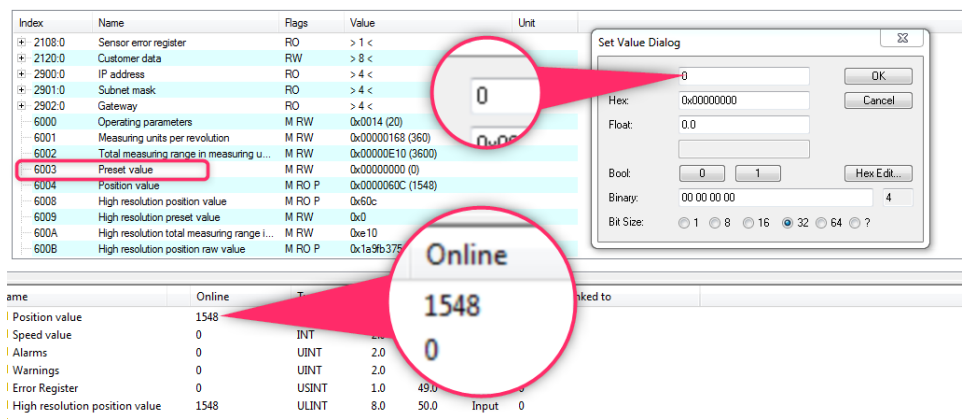 Index Name Flags Value Unit
2108:0 Sensor error register RO > 1 <
2120:0 Customer data RW > 8 <
2900:0 IP address RO > 4 <
2901:0 Subnet mask RO > 4 <
2902:0 Gateway RO > 4 <
6000 Operating parameters M RW 0x0014 (20)
6001 Measuring units per revolution M RW 0x00000168 (360)
6002 Total measuring range in measuring u... M RW 0x00000E10 (3600)
6003 Preset value M RW 0x00000000 (0)
6004 Position value M RO P 0x0000060C (1548)
6008 High resolution position value M RO P 0x60c
6009 High resolution preset value M RW 0x0
600A High resolution total measuring range i... M RW 0xe10
600B High resolution position raw value M RO P 0x1a9fb375
0
Set Value Dialog
0 OK
Hex: 0x00000000 Cancel
Float: 0.0
Bool: 0 1 Hex Edit...
Binary: 00 00 00 00 4
Bit Size: 1 8 16 32 64 ?
ame Online
Position value 1548
Speed value 0 INT
Alarms 0 UINT 2.0
Warnings 0 UINT 2.0
Error Register 0 USINT 1.0 49.0
High resolution position value 1548 ULINT 8.0 50.0 Input 0
Online
1548
0
nked to